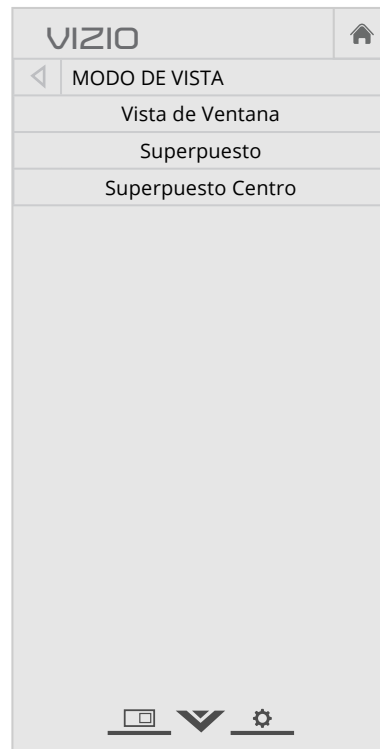 VIZIO
MODO DE VISTA
Vista de Ventana
Superpuesto
Superpuesto Centro